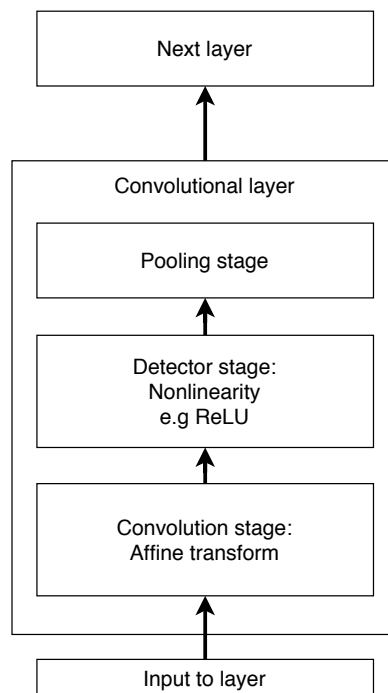 Next layer
Convolutional layer
Pooling stage
Detector stage:
Nonlinearity
e.g ReLU
Convolution stage:
Affine transform
Input to layer